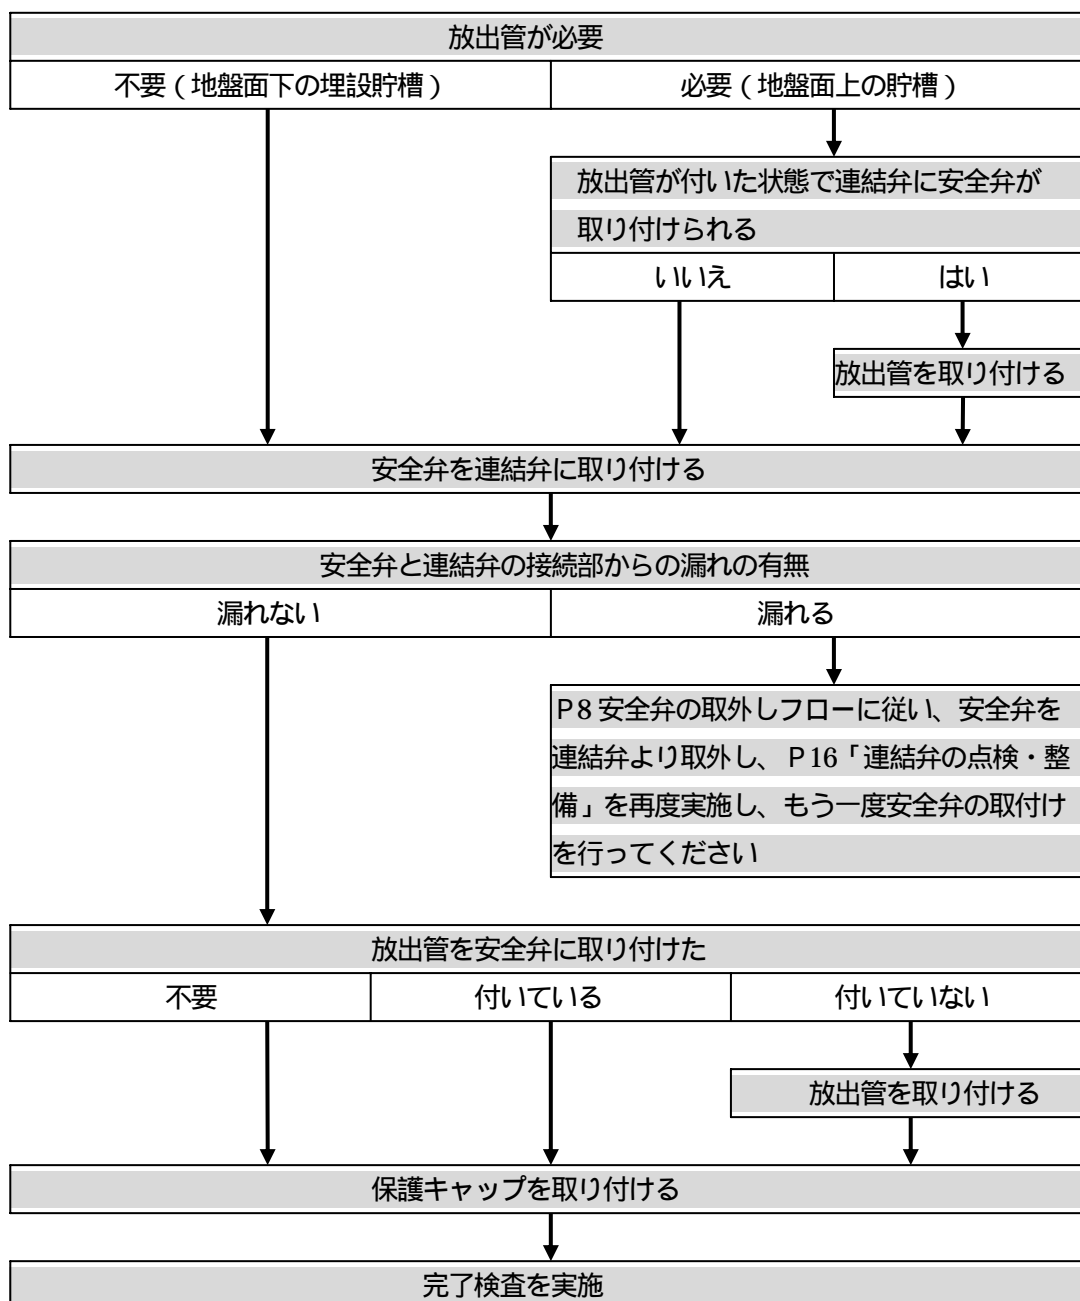 放出管が必要
不要（地盤面下の埋設貯槽）
必要（地盤面上の貯槽）
放出管が付いた状態で連結弁に安全弁が
取り付けられる
いいえ
はい
放出管を取り付ける
安全弁を連結弁に取り付ける
安全弁と連結弁の接続部からの漏れの有無
漏れない
漏れる
Ｐ8 安全弁の取外しフローに従い、安全弁を
連結弁より取外し、Ｐ16「連結弁の点検・整
備」を再度実施し、もう一度安全弁の取付け
を行ってください
放出管を安全弁に取り付けた
不要
付いている
付いていない
放出管を取り付ける
保護キャップを取り付ける
完了検査を実施